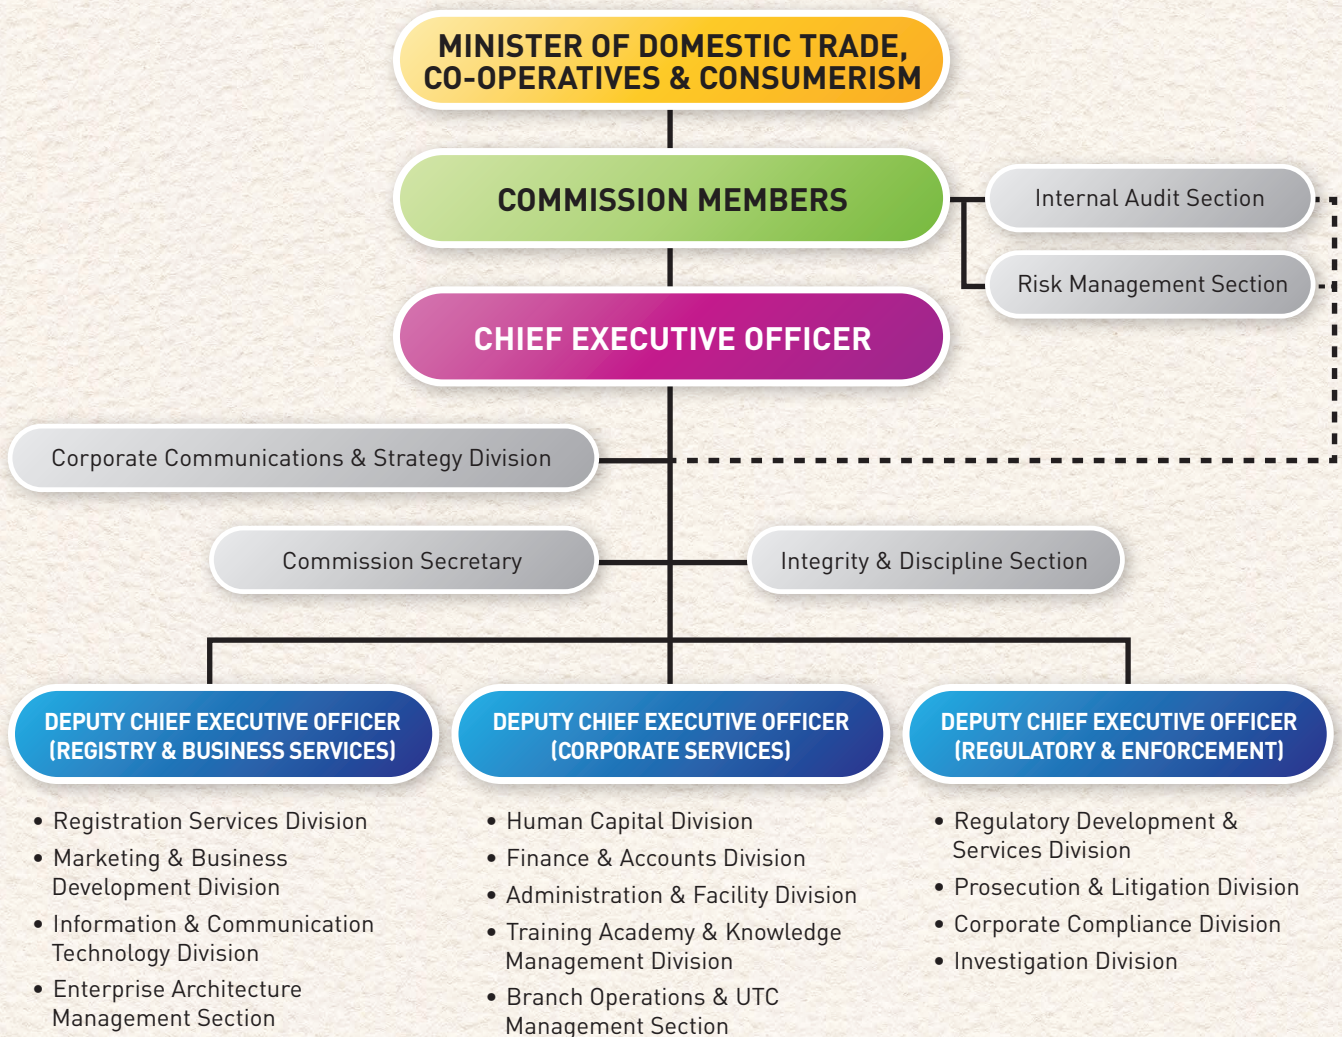 MINISTER OF DOMESTIC TRADE,
CO-OPERATIVES & CONSUMERISM
COMMISSION MEMBERS
Internal Audit Section
Risk Management Section
CHIEF EXECUTIVE OFFICER
Corporate Communications & Strategy Division
Commission Secretary
Integrity & Discipline Section
DEPUTY CHIEF EXECUTIVE OFFICER
(REGISTRY & BUSINESS SERVICES)
• Registration Services Division
• Marketing & Business
Development Division
• Information & Communication
Technology Division
• Enterprise Architecture
Management Section
DEPUTY CHIEF EXECUTIVE OFFICER
(CORPORATE SERVICES)
• Human Capital Division
• Finance & Accounts Division
• Administration & Facility Division
• Training Academy & Knowledge
Management Division
• Branch Operations & UTC
Management Section
DEPUTY CHIEF EXECUTIVE OFFICER
(REGULATORY & ENFORCEMENT)
• Regulatory Development &
Services Division
• Prosecution & Litigation Division
• Corporate Compliance Division
• Investigation Division